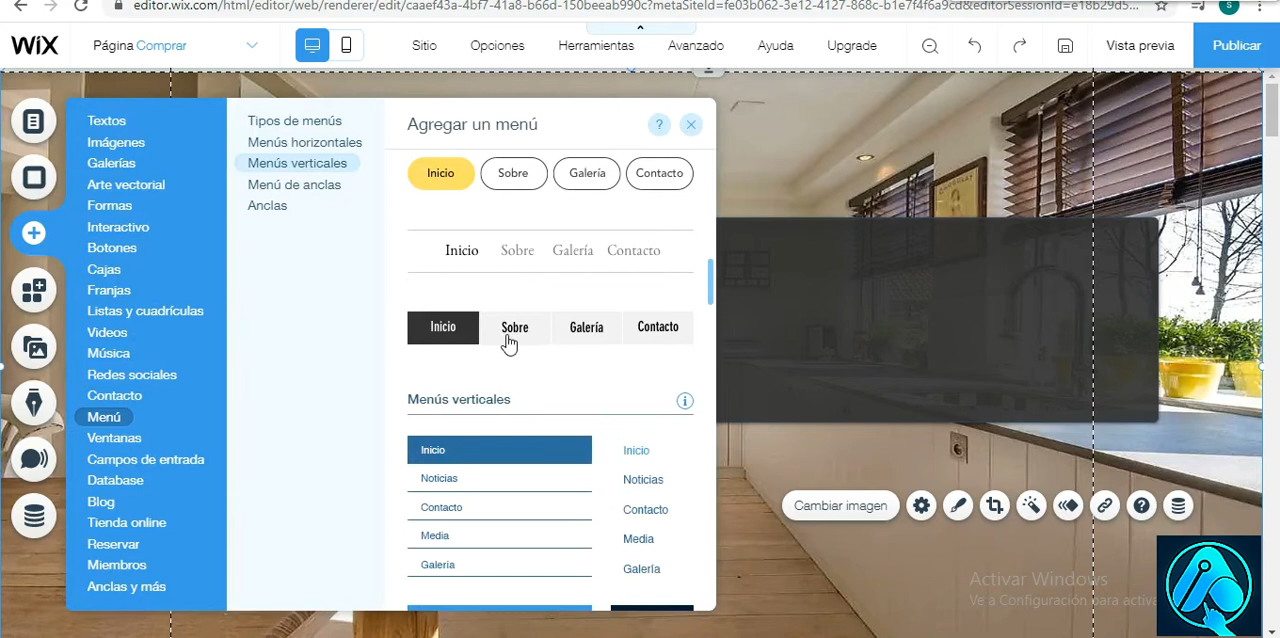 editor.wix.com/html/editor/web/renderer/edit/caaef43a-4bf7-41a8-b66d-150beeab990c?metaSiteId=fe03b062-3e12-4127-868c-b1e7f4f6a9cd&editorSessionId=e18b29d5...
S
WiX
Página Comprar
Sitio
Opciones
Herramientas
Avanzado
Ayuda
Upgrade
Vista previa
Publicar
Textos
Imágenes
Galerías
Arte vectorial
Formas
Interactivo
Botones
Cajas
Franjas
Listas y cuadrículas
Videos
Música
Redes sociales
Contacto
Menú
Ventanas
Campos de entrada
Database
Blog
Tienda online
Reservar
Miembros
Anclas y más
Tipos de menús
Menús horizontales
Menús verticales
Menú de anclas
Anclas
Agregar un menú
?
Inicio Sobre Galería Contacto
Inicio Sobre Galería Contacto
Inicio Sobre Galería Contacto
Menús verticales
Inicio
Noticias
Contacto
Media
Galería
Inicio
Noticias
Contacto
Media
Galería
Cambiar imagen
?
Activar Windows
Ve a Configuración para activa